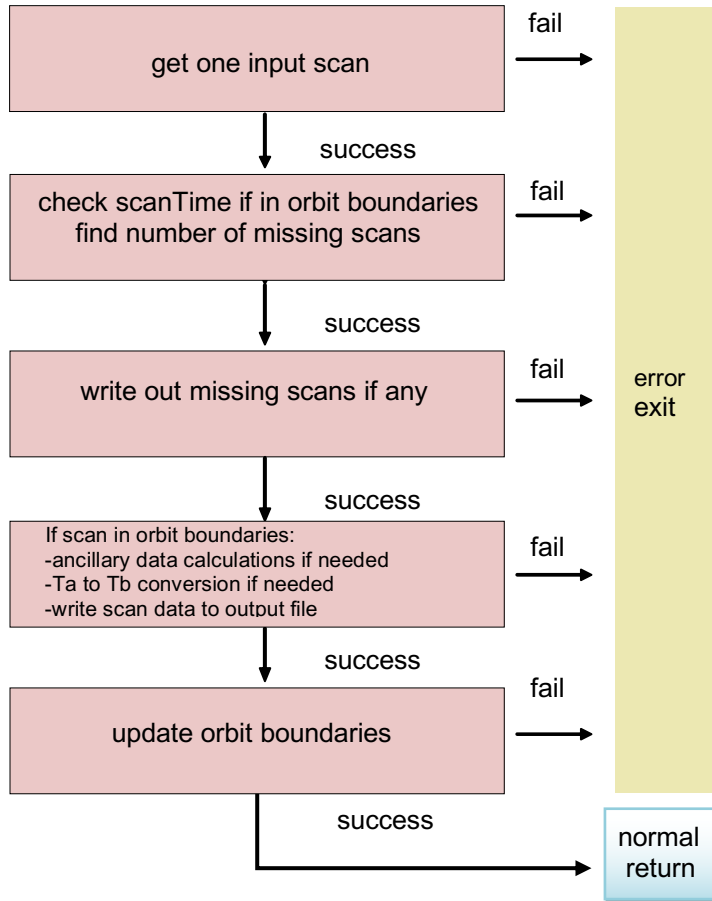 get one input scan
fail
success
check scanTime if in orbit boundaries
find number of missing scans
fail
success
write out missing scans if any
fail
error
exit
success
If scan in orbit boundaries:
-ancillary data calculations if needed
-Ta to Tb conversion if needed
-write scan data to output file
fail
success
update orbit boundaries
fail
success
normal
return